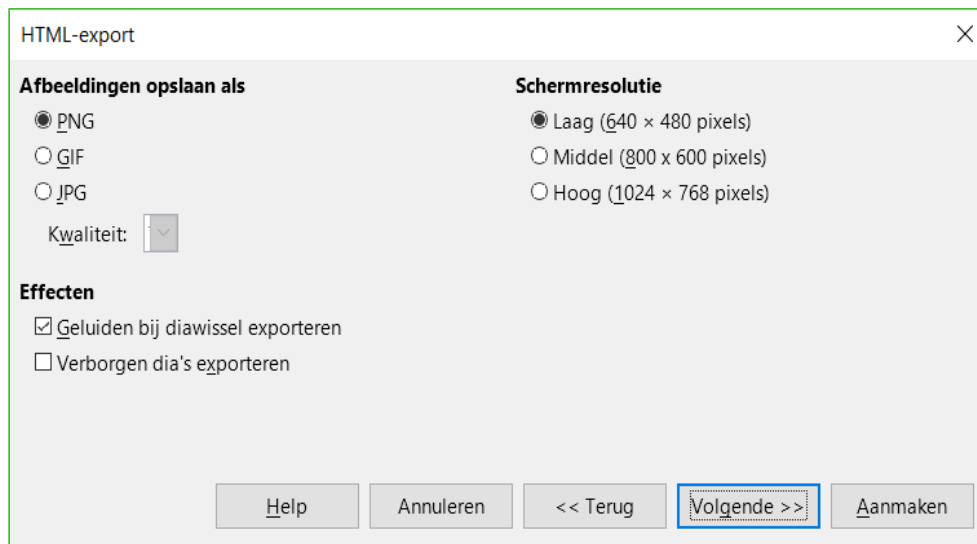 HTML-export
Afbeeldingen opslaan als
PNG
GIF
JPG
Kwaliteit:
Schermresolutie
Laag (640 × 480 pixels)
Middel (800 x 600 pixels)
Hoog (1024 × 768 pixels)
Effecten
Geluiden bij diawissel exporteren
Verborgen dia's exporteren
Help Annuleren << Terug Volgende >> Aanmaken